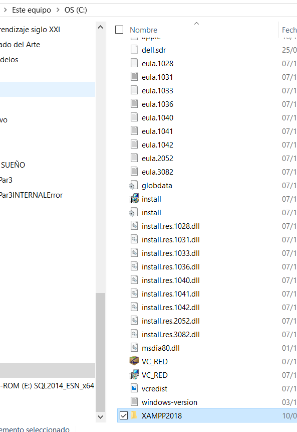 Este equipo > OS (C:)
rendizaje siglo XXI
ado del Arte
delos
vo
SUEÑO
Par3
Par3INTERNALError
-ROM (E:) SQL2014_ESN_x64
emento seleccionado
Nombre
Fech
dell.sdr
25/0
eula.1028
07/1
eula.1031
07/1
eula.1033
07/1
eula.1036
07/1
eula.1040
07/1
eula.1041
07/1
eula.1042
07/1
eula.2052
07/1
eula.3082
07/1
globdata
07/1
install
07/1
install
07/1
install.res.1028.dll
07/1
install.res.1031.dll
07/1
install.res.1033.dll
07/1
install.res.1036.dll
07/1
install.res.1040.dll
07/1
install.res.1041.dll
07/1
install.res.1042.dll
07/1
install.res.2052.dll
07/1
install.res.3082.dll
07/1
msdia80.dll
01/1
VC_RED
07/1
VC_RED
07/1
vcredist
07/1
windows-version
03/1
XAMPP2018
10/0